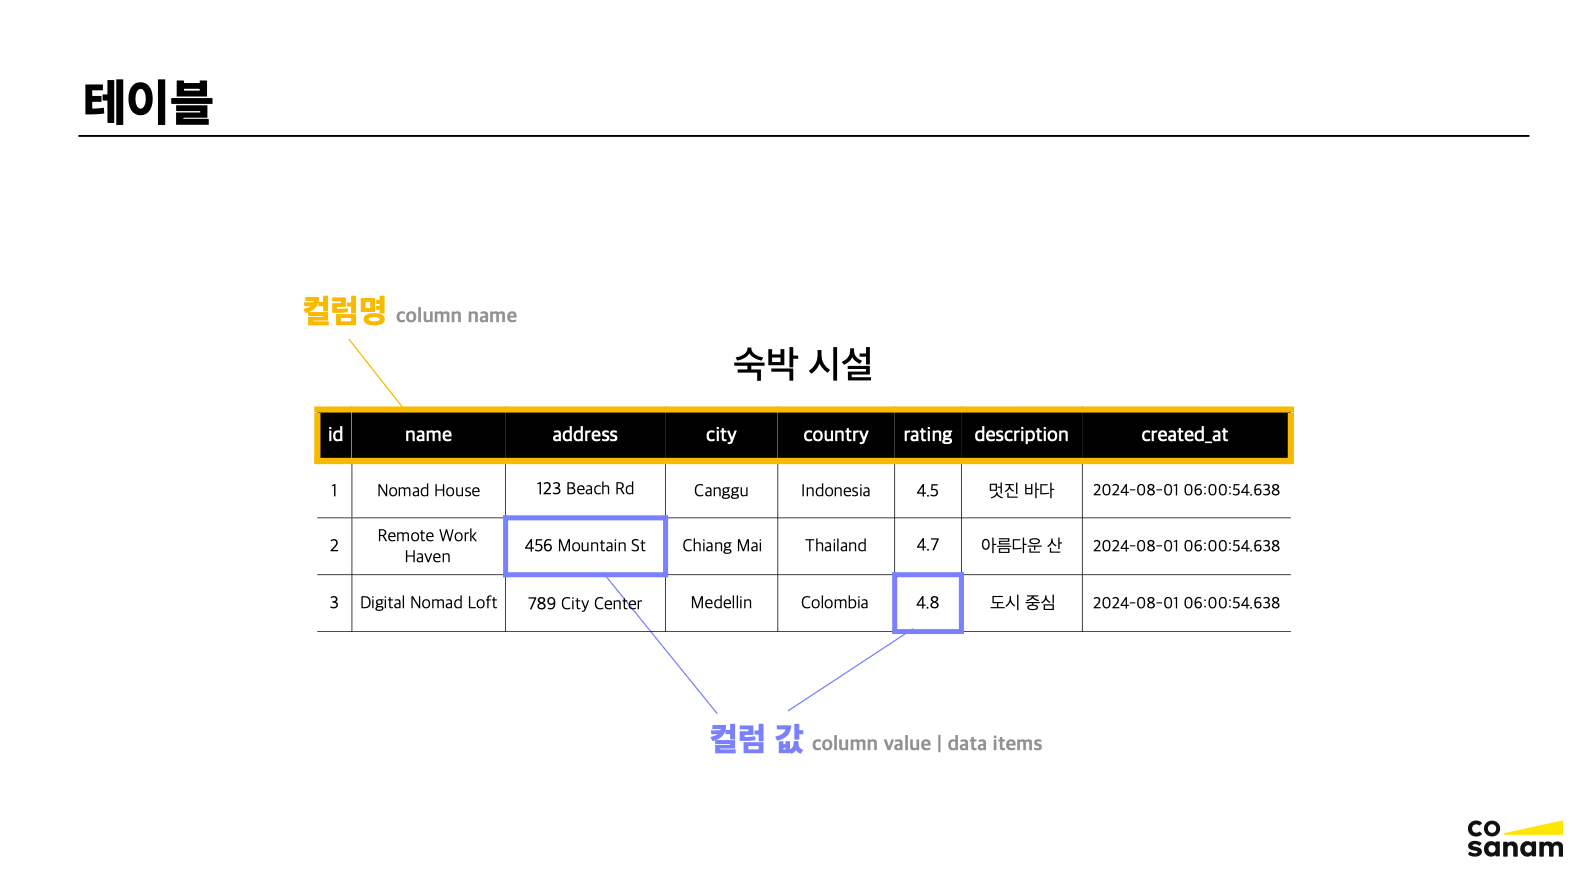 테이블
컬럼명 column name
숙박 시설
id name address city country rating description created_at
1 Nomad House 123 Beach Rd Canggu Indonesia 4.5 멋진 바다 2024-08-01 06:00:54.638
2 Remote Work Haven 456 Mountain St Chiang Mai Thailand 4.7 아름다운 산 2024-08-01 06:00:54.638
3 Digital Nomad Loft 789 City Center Medellin Colombia 4.8 도시 중심 2024-08-01 06:00:54.638
컬럼 값 column value | data items
co
sanam